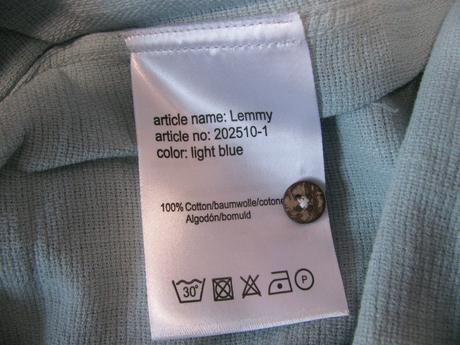 article name: Lemmy
article no: 202510-1
color: light blue
100% Cotton/baumwolle/cotone
Algodón/bomuld
30°
P